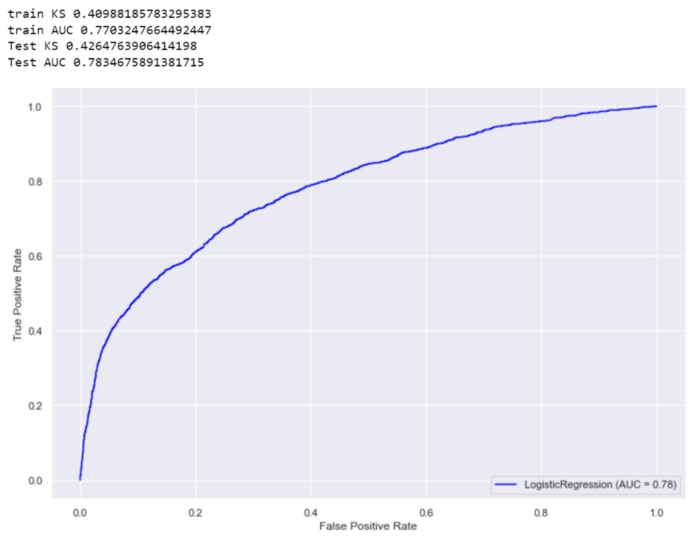 train KS 0.40988185783295383
train AUC 0.7703247664492447
Test KS 0.4264763906414198
Test AUC 0.7834675891381715
1.0
0.8
0.6
0.4
0.2
0.0
True Positive Rate
LogisticRegression (AUC = 0.78)
0.0 0.2 0.4 0.6 0.8 1.0
False Positive Rate